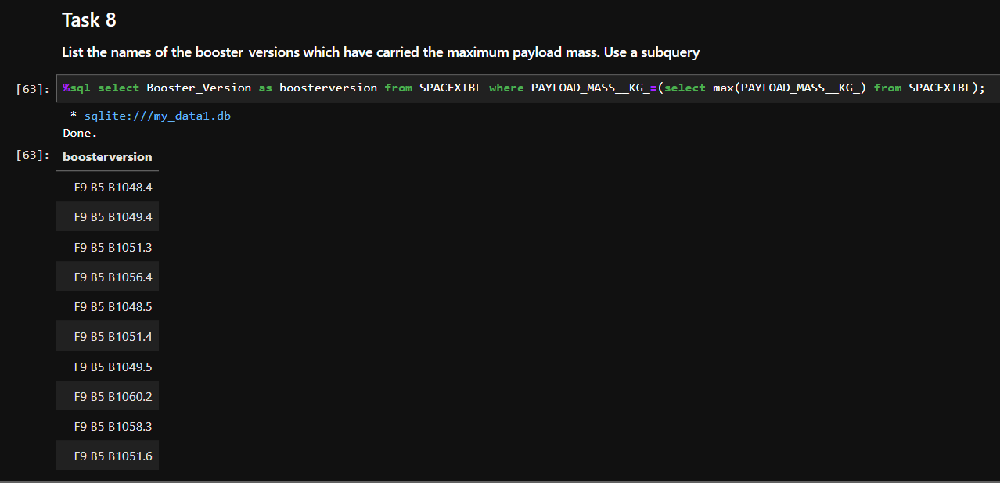 Task 8
List the names of the booster_versions which have carried the maximum payload mass. Use a subquery
[63]: %sql select Booster_Version as boosterversion from SPACEXTBL where PAYLOAD_MASS__KG_=(select max(PAYLOAD_MASS__KG_) from SPACEXTBL);
* sqlite:///my_data1.db
Done.
[63]: boosterversion
F9 B5 B1048.4
F9 B5 B1049.4
F9 B5 B1051.3
F9 B5 B1056.4
F9 B5 B1048.5
F9 B5 B1051.4
F9 B5 B1049.5
F9 B5 B1060.2
F9 B5 B1058.3
F9 B5 B1051.6